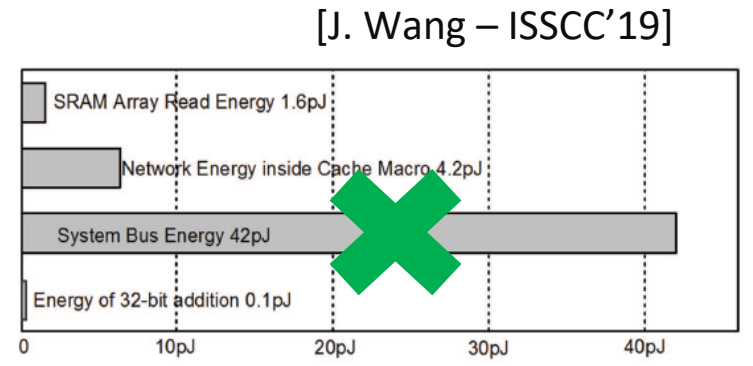 [J. Wang – ISSCC’19]
SRAM Array Read Energy 1.6pJ
Network Energy inside Cache Macro 4.2pJ
System Bus Energy 42pJ
Energy of 32-bit addition 0.1pJ
0 10pJ 20pJ 30pJ 40pJ